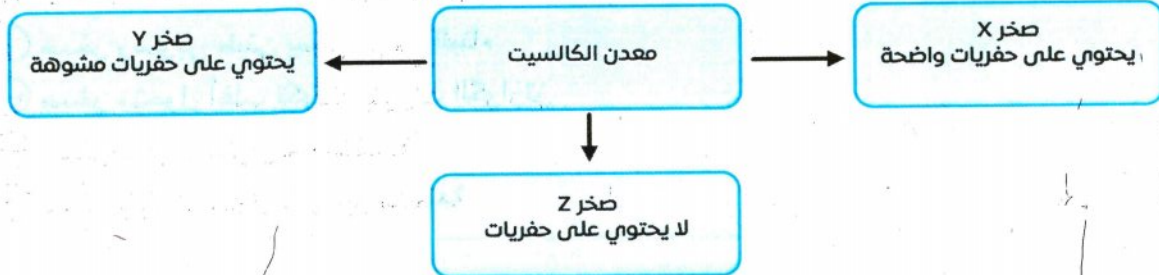 صخر X
يحتوي على حفريات واضحة
معدن الكالسيت
صخر Y
يحتوي على حفريات مشوهة
صخر Z
لا يحتوي على حفريات